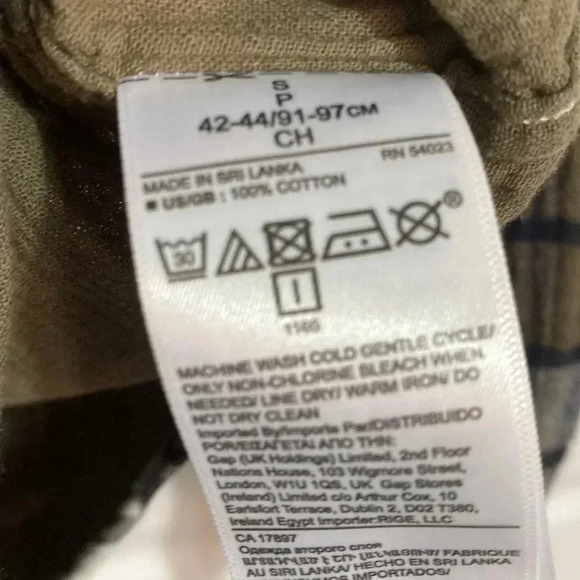 S
P
42-44/91-97CM
CH
RN 54023
MADE IN SRI LANKA
■ US/GB : 100% COTTON
30
®
I
MACHINE WASH COLD GENTLE CYCLE/
ONLY NON-CHLORINE BLEACH WHEN
NEEDED/ LINE DRY/ WARM IRON/ DO
NOT DRY CLEAN
Imported By/Importe Par/DISTRIBUIDO
POR/ΕΙΣΑΓΕΤΑΙ ΑΠΟ ΤΗΝ:
Gap (UK Holdings) Limited, 2nd Floor
Nations House, 103 Wigmore Street,
London, W1U 1QS, UK Gap Stores
(Ireland) Limited c/o Arthur Cox, 10
Earlsfort Terrace, Dublin 2, D02 T380,
Ireland Egypt Importer:RIGE, LLC
CA 17897
Одежда второго слоя
FABRIQUE
AU SRI LANKA/ HECHO EN SRI LANKA